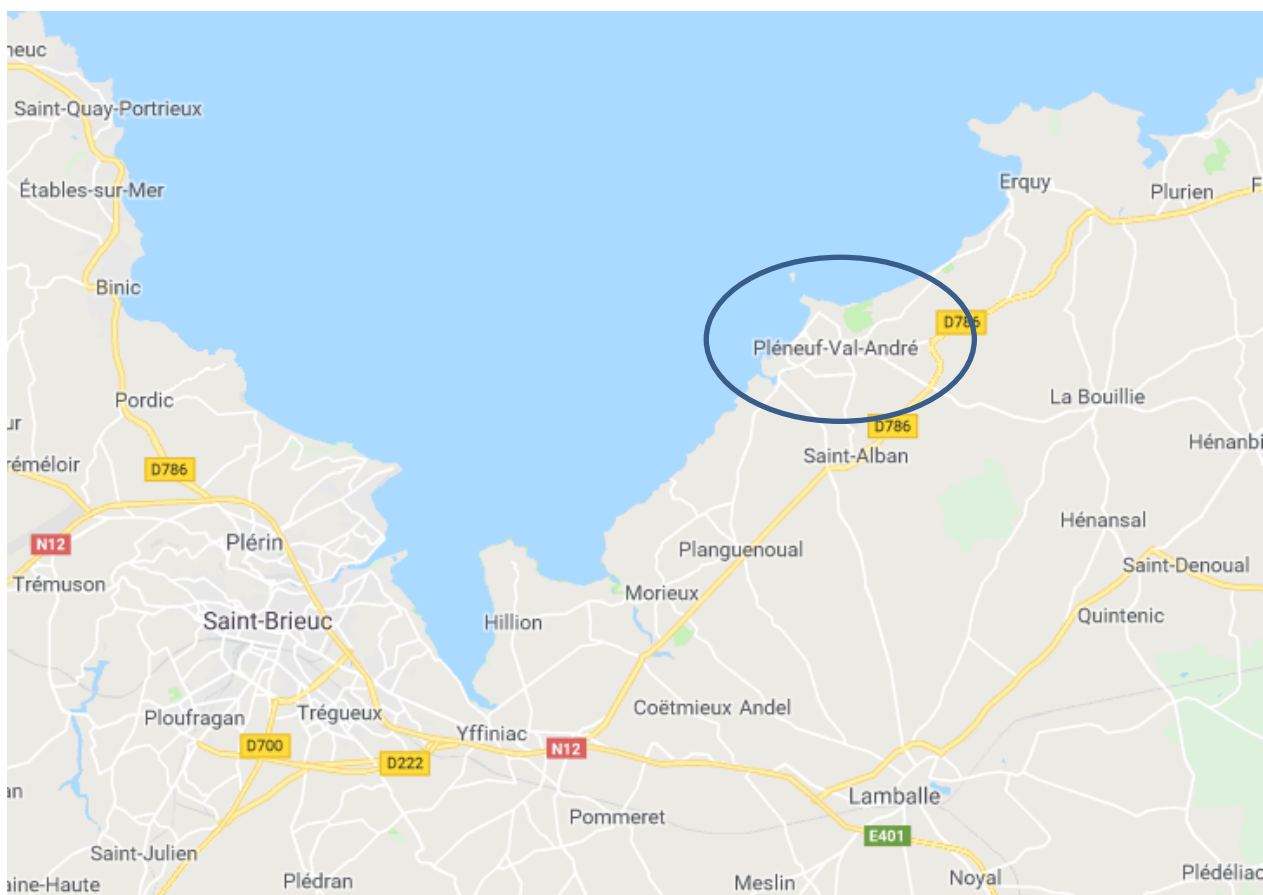 Saint-Quay-Portrieux
Étables-sur-Mer
Erquy
Plurien
Binic
D786
Pléneuf-Val-André
Pordic
La Bouillie
D786
Saint-Alban
D786
Hénansal
N12
Plérin
Planguenoual
Saint-Denoual
Trémuson
Morieux
Saint-Brieuc
Hillion
Quintenic
Coëtmieux
Andel
Ploufragan
Trégueux
Yffiniac
D700
N12
D222
Lamballe
Pommeret
E401
Saint-Julien
Plédran
Meslin
Noyal